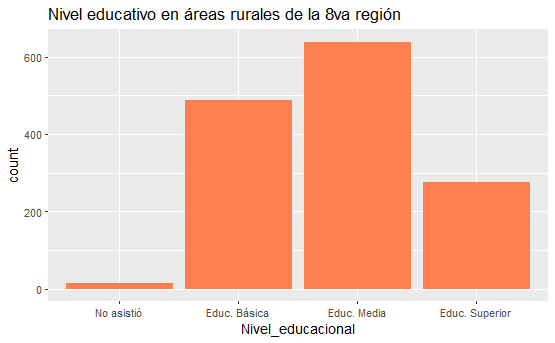 Nivel educativo en áreas rurales de la 8va región
600
400
200
0
count
No asistió Educ. Básica Educ. Media Educ. Superior
Nivel_educacional